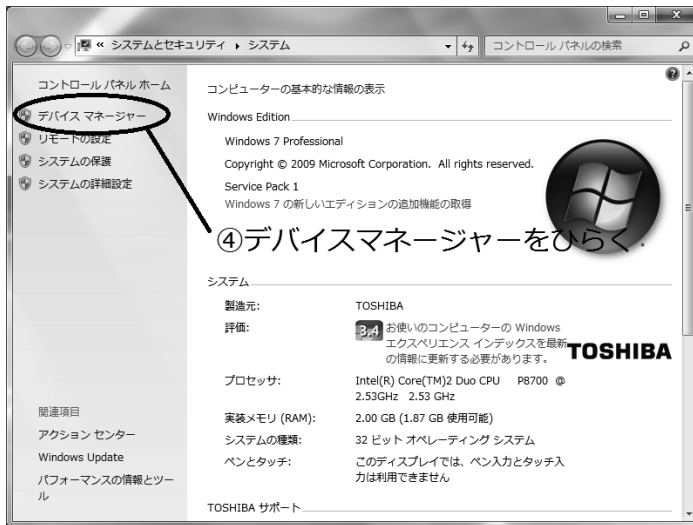 « システムとセキュリティ ▸ システム
コントロール パネルの検索
コントロール パネル ホーム
デバイス マネージャー
リモートの設定
システムの保護
システムの詳細設定
コンピューターの基本的な情報の表示
Windows Edition
Windows 7 Professional
Copyright © 2009 Microsoft Corporation. All rights reserved.
Service Pack 1
Windows 7 の新しいエディションの追加機能の取得
④デバイスマネージャーをひらく.
システム
製造元: TOSHIBA
評価: 3.4 お使いのコンピューターの Windows
エクスペリエンス インデックスを最新
の情報に更新する必要があります。
TOSHIBA
プロセッサ: Intel(R) Core(TM)2 Duo CPU P8700 @
2.53GHz 2.53 GHz
実装メモリ (RAM): 2.00 GB (1.87 GB 使用可能)
システムの種類: 32 ビット オペレーティング システム
ペンとタッチ: このディスプレイでは、ペン入力とタッチ入
力は利用できません
TOSHIBA サポート
関連項目
アクション センター
Windows Update
パフォーマンスの情報とツー
ル